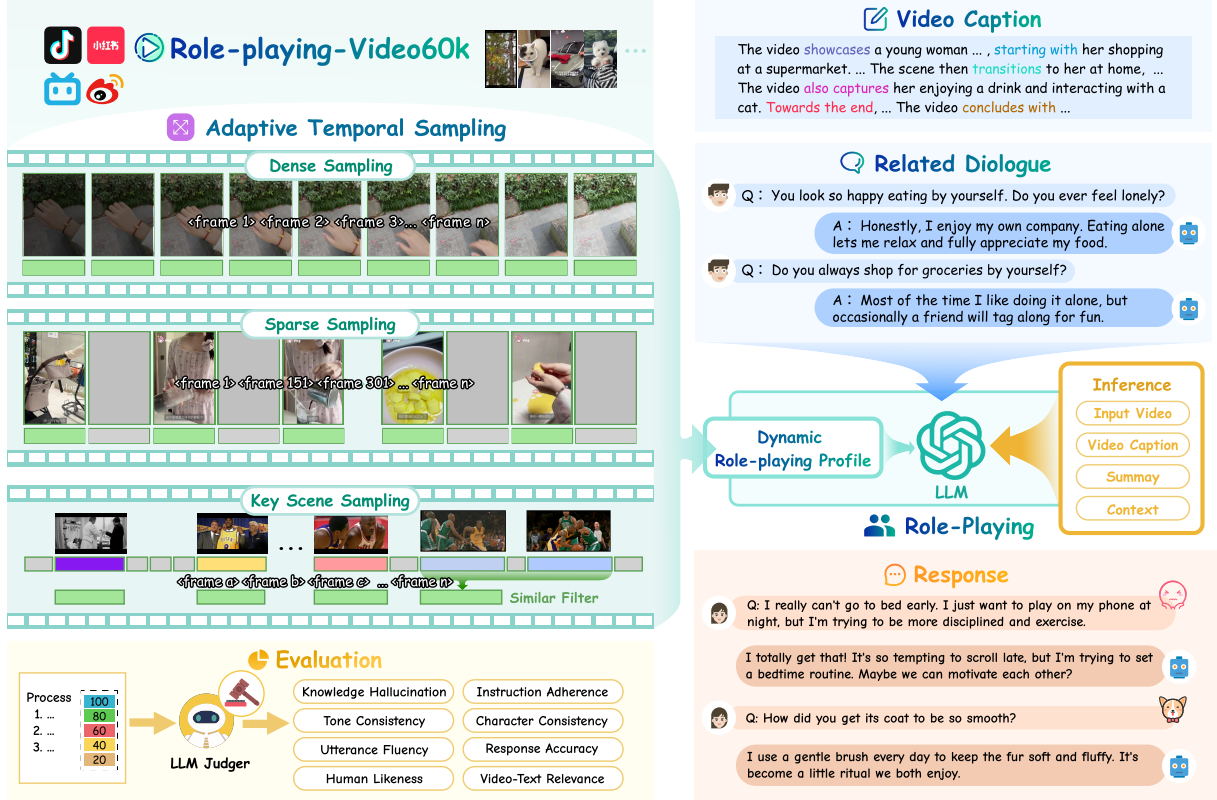 小红书
Role-playing-Video60k
Adaptive Temporal Sampling
Dense Sampling
<frame 1> <frame 2> <frame 3>... <frame n>
Sparse Sampling
<frame 1> <frame 151> <frame 301> ... <frame n>
Key Scene Sampling
...
<frame a> <frame b> <frame c> ... <frame n>
Similar Filter
Evaluation
Process
1. ...
2. ...
3. ...
100
80
60
40
20
LLM Judger
Knowledge Hallucination
Instruction Adherence
Tone Consistency
Character Consistency
Utterance Fluency
Response Accuracy
Human Likeness
Video-Text Relevance
Video Caption
The video showcases a young woman ... , starting with her shopping
at a supermarket. ... The scene then transitions to her at home, ...
The video also captures her enjoying a drink and interacting with a
cat. Towards the end, ... The video concludes with ...
Related Diologue
Q： You look so happy eating by yourself. Do you ever feel lonely?
A： Honestly, I enjoy my own company. Eating alone
lets me relax and fully appreciate my food.
Q： Do you always shop for groceries by yourself?
A： Most of the time I like doing it alone, but
occasionally a friend will tag along for fun.
Dynamic
Role-playing Profile
LLM
Inference
Input Video
Video Caption
Summay
Context
Role-Playing
Response
Q: I really can't go to bed early. I just want to play on my phone at
night, but I'm trying to be more disciplined and exercise.
I totally get that! It's so tempting to scroll late, but I'm trying to set
a bedtime routine. Maybe we can motivate each other?
Q: How did you get its coat to be so smooth?
I use a gentle brush every day to keep the fur soft and fluffy. It's
become a little ritual we both enjoy.